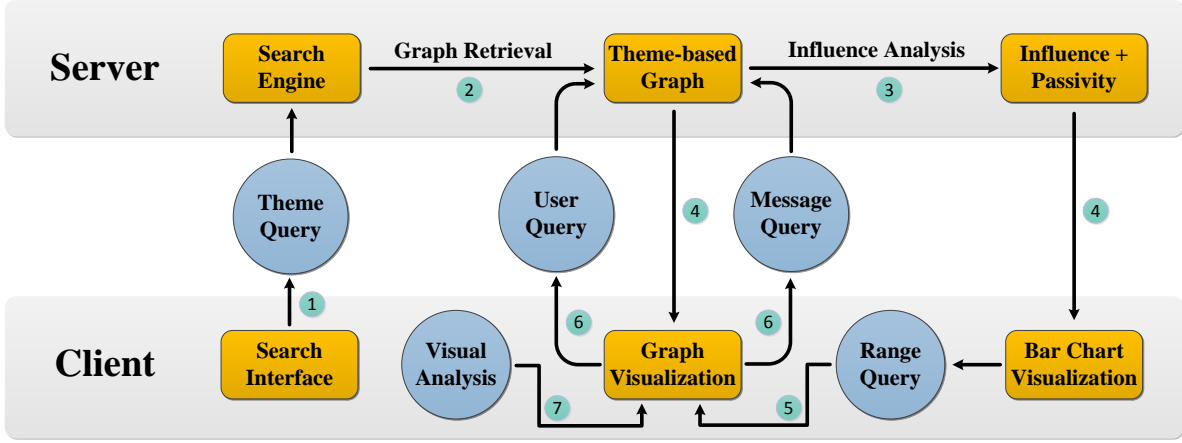 Server
Search
Engine
Graph Retrieval
2
Theme-based
Graph
Influence Analysis
3
Influence +
Passivity
Theme
Query
User
Query
4
Message
Query
4
1
6
6
Client
Search
Interface
Visual
Analysis
Graph
Visualization
Range
Query
Bar Chart
Visualization
7
5